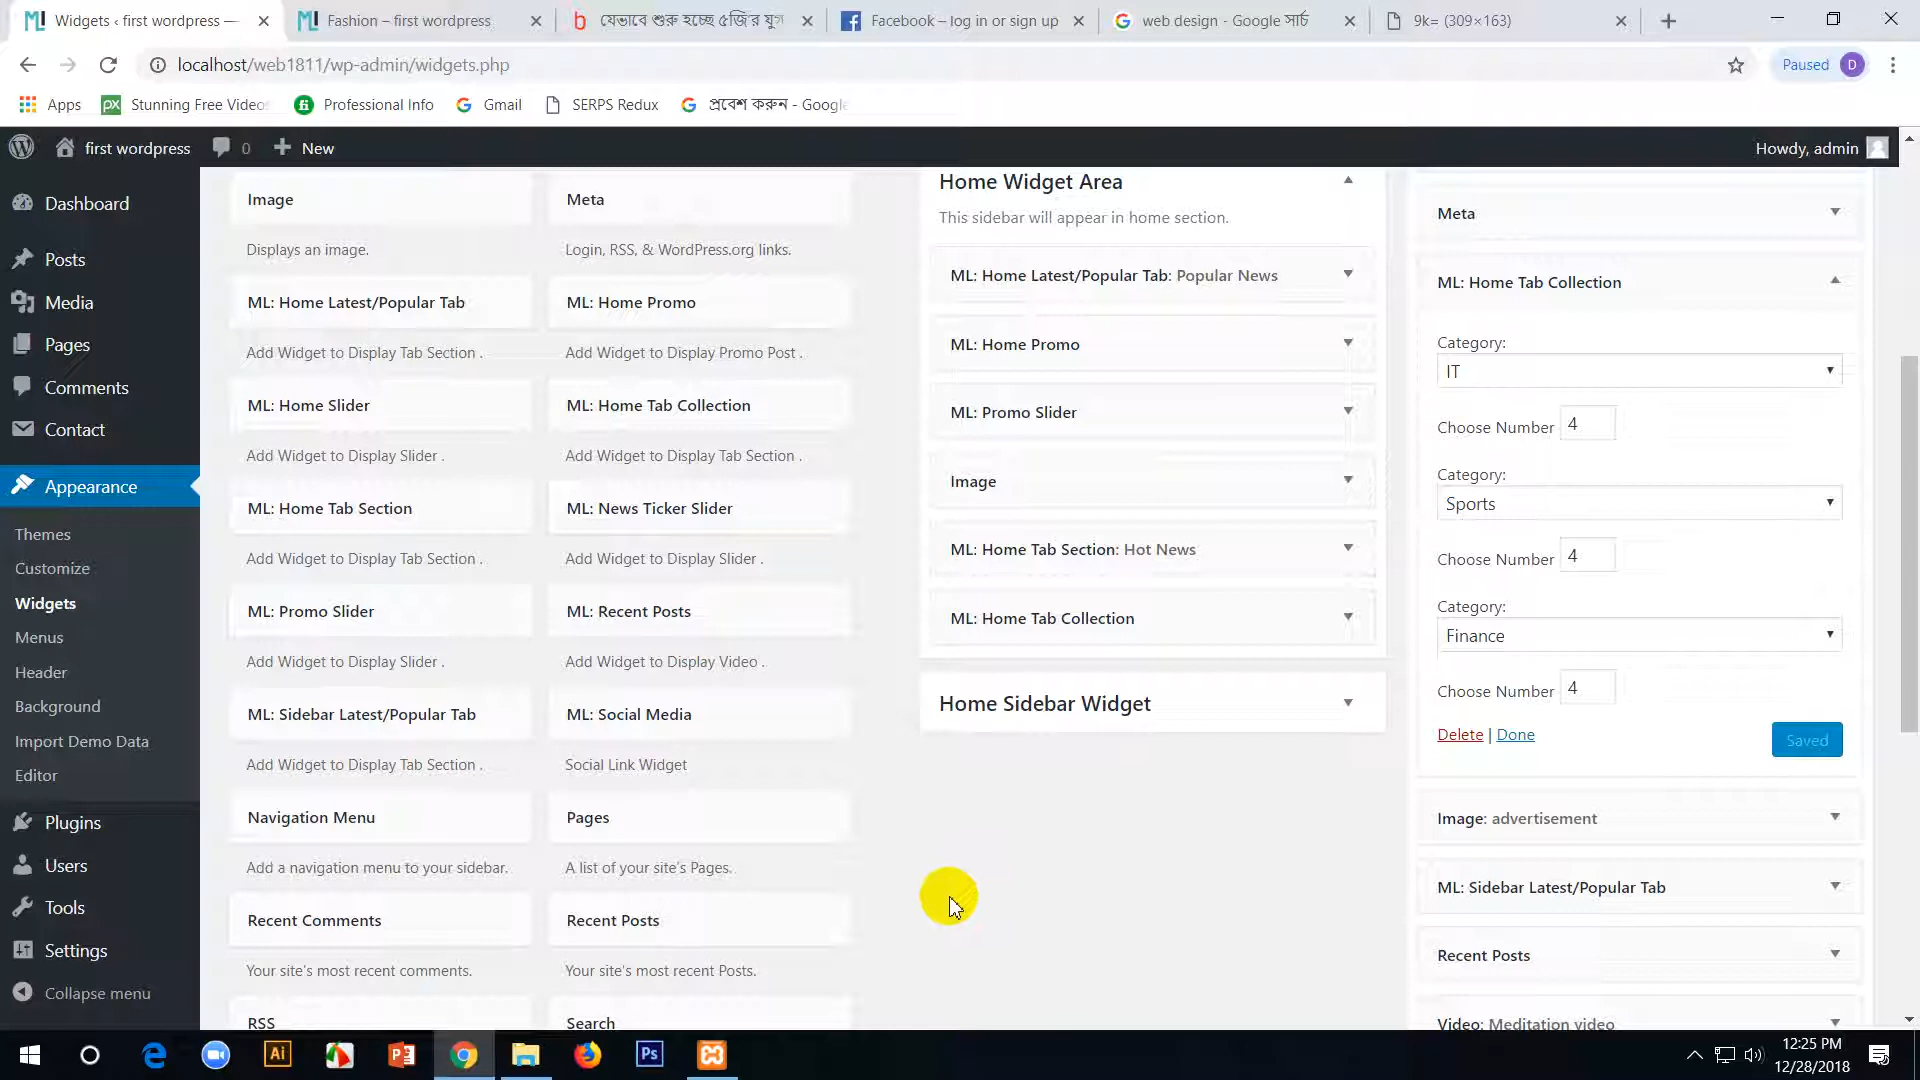 Widgets ‹ first wordpress —
Fashion – first wordpress
যেভাবে শুরু হচ্ছে ৫জি'র যুগ
Facebook – log in or sign up
web design - Google সার্চ
9k= (309×163)
localhost/web1811/wp-admin/widgets.php
Paused
D
Apps
Stunning Free Videos
Professional Info
Gmail
SERPS Redux
প্রবেশ করুন - Google
first wordpress
0
New
Howdy, admin
Dashboard
Posts
Media
Pages
Comments
Contact
Appearance
Themes
Customize
Widgets
Menus
Header
Background
Import Demo Data
Editor
Plugins
Users
Tools
Settings
Collapse menu
Image
Displays an image.
Meta
Login, RSS, & WordPress.org links.
ML: Home Latest/Popular Tab
Add Widget to Display Tab Section .
ML: Home Promo
Add Widget to Display Promo Post .
ML: Home Slider
Add Widget to Display Slider .
ML: Home Tab Collection
Add Widget to Display Tab Section .
ML: Home Tab Section
Add Widget to Display Tab Section .
ML: News Ticker Slider
Add Widget to Display Slider .
ML: Promo Slider
Add Widget to Display Slider .
ML: Recent Posts
Add Widget to Display Video .
ML: Sidebar Latest/Popular Tab
Add Widget to Display Tab Section .
ML: Social Media
Social Link Widget
Navigation Menu
Add a navigation menu to your sidebar.
Pages
A list of your site's Pages.
Recent Comments
Your site's most recent comments.
Recent Posts
Your site's most recent Posts.
RSS
Search
Home Widget Area
This sidebar will appear in home section.
ML: Home Latest/Popular Tab: Popular News
ML: Home Promo
ML: Promo Slider
Image
ML: Home Tab Section: Hot News
ML: Home Tab Collection
Home Sidebar Widget
Meta
ML: Home Tab Collection
Category:
IT
Choose Number 4
Category:
Sports
Choose Number 4
Category:
Finance
Choose Number 4
Delete | Done
Saved
Image: advertisement
ML: Sidebar Latest/Popular Tab
Recent Posts
Video: Meditation video
Ai
Ps
12:25 PM
12/28/2018